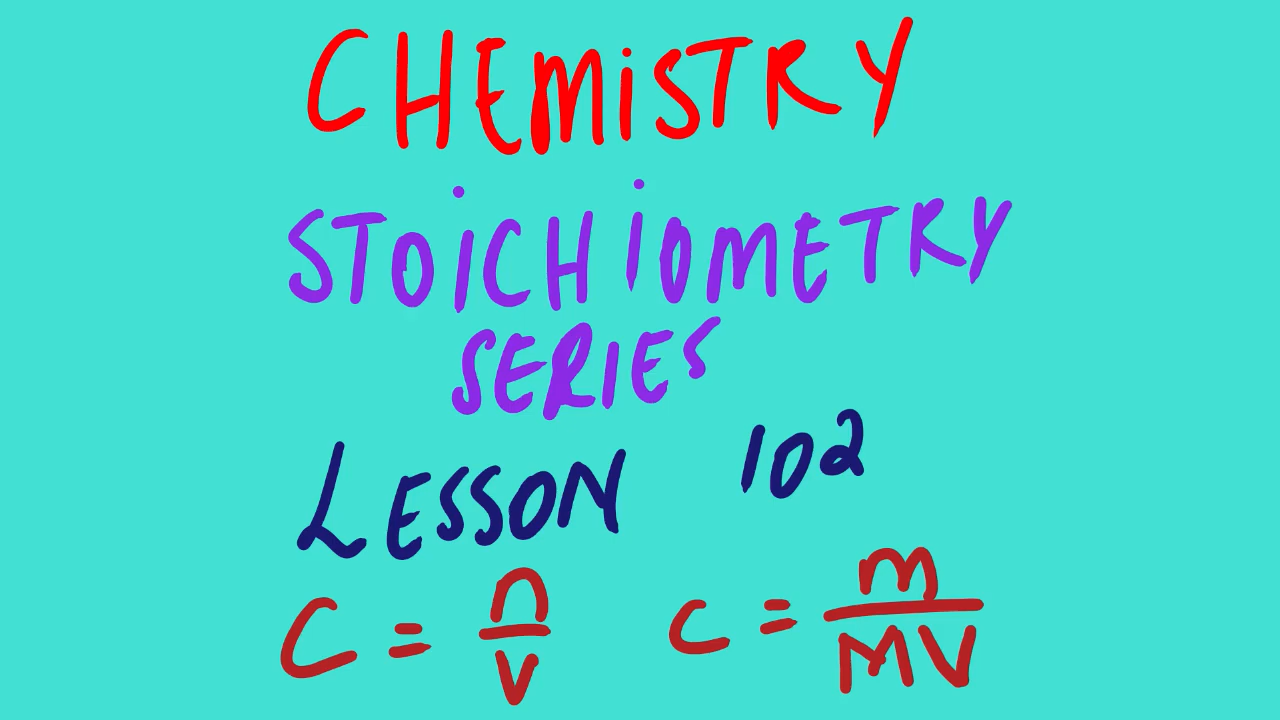 CHEMiSTRY
STOiCHiOMETRY
SERIES
LESSON 102
C = n/V C = m/MV